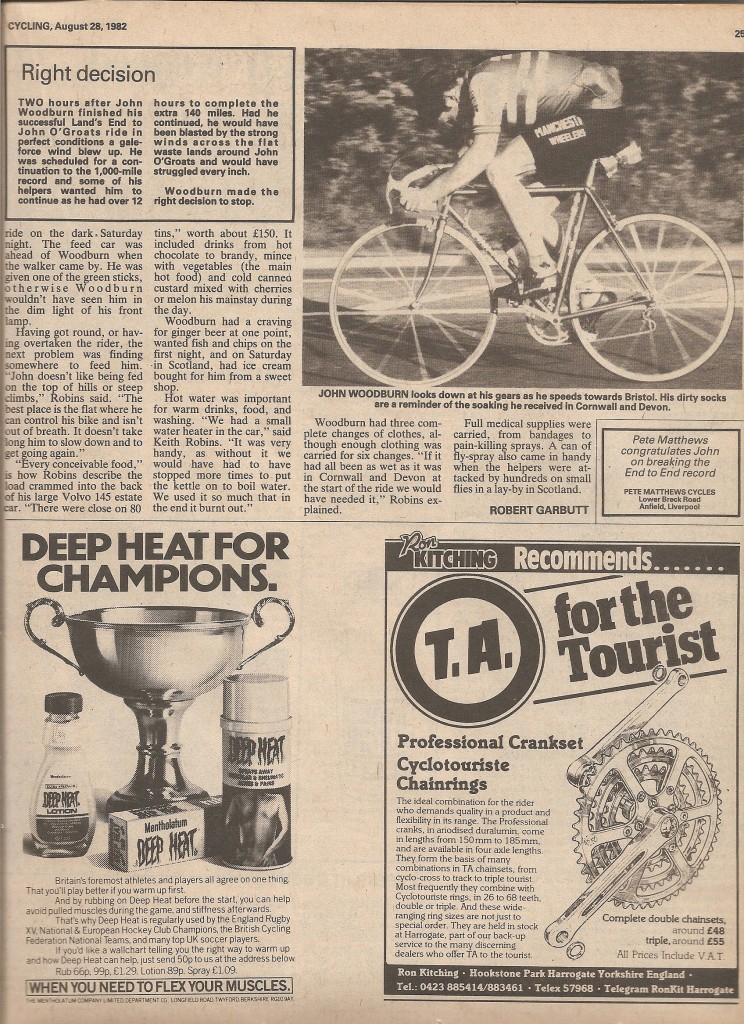 CYCLING, August 28, 1982
25
Right decision
TWO hours after John
Woodburn finished his
successful Land's End to
John O'Groats ride in
perfect conditions a gale-
force wind blew up. He
was scheduled for a con-
tinuation to the 1,000-mile
record and some of his
helpers wanted him to
continue as he had over 12
hours to complete the
extra 140 miles. Had he
continued, he would have
been blasted by the strong
winds across the flat
waste lands around John
O'Groats and would have
struggled every inch.
Woodburn made the
right decision to stop.
ride on the dark Saturday
night. The feed car was
ahead of Woodburn when
the walker came by. He was
given one of the green sticks,
otherwise Woodburn
wouldn't have seen him in
the dim light of his front
lamp.
Having got round, or hav-
ing overtaken the rider, the
next problem was finding
somewhere to feed him.
"John doesn't like being fed
on the top of hills or steep
climbs," Robins said. "The
best place is the flat where he
can control his bike and isn't
out of breath. It doesn't take
long him to slow down and to
get going again."
"Every conceivable food,"
is how Robins describe the
load crammed into the back
of his large Volvo 145 estate
car. "There were close on 80
tins," worth about £150. It
included drinks from hot
chocolate to brandy, mince
with vegetables (the main
hot food) and cold canned
custard mixed with cherries
or melon his mainstay during
the day.
Woodburn had a craving
for ginger beer at one point,
wanted fish and chips on the
first night, and on Saturday
in Scotland, had ice cream
bought for him from a sweet
shop.
Hot water was important
for warm drinks, food, and
washing. "We had a small
water heater in the car," said
Keith Robins. "It was very
handy, as without it we
would have had to have
stopped more times to put
the kettle on to boil water.
We used it so much that in
the end it burnt out."
MANCHESTER
WHEELERS
JOHN WOODBURN looks down at his gears as he speeds towards Bristol. His dirty socks
are a reminder of the soaking he received in Cornwall and Devon.
Woodburn had three com-
plete changes of clothes, al-
though enough clothing was
carried for six changes. "If it
had all been as wet as it was
in Cornwall and Devon at
the start of the ride we would
have needed it," Robins ex-
plained.
Full medical supplies were
carried, from bandages to
pain-killing sprays. A can of
fly-spray also came in handy
when the helpers were at-
tacked by hundreds on small
flies in a lay-by in Scotland.
ROBERT GARBUTT
Pete Matthews
congratulates John
on breaking the
End to End record
PETE MATTHEWS CYCLES
Lower Breck Road
Anfield, Liverpool
DEEP HEAT FOR
CHAMPIONS.
DEEP HEAT
LOTION
Mentholatum
DEEP HEAT
DEEP HEAT
Britain's foremost athletes and players all agree on one thing.
That you'll play better if you warm up first.
And by rubbing on Deep Heat before the start, you can help
avoid pulled muscles during the game, and stiffness afterwards.
That's why Deep Heat is regularly used by the England Rugby
XV, National & European Hockey Club Champions, the British Cycling
Federation National Teams, and many top UK soccer players.
If you'd like a wallchart telling you the right way to warm up
and how Deep Heat can help, just send 50p to us at the address below
Rub 66p, 99p, £1.29. Lotion 89p. Spray £1.09.
WHEN YOU NEED TO FLEX YOUR MUSCLES.
THE MENTHOLATUM COMPANY LIMITED, DEPARTMENT CG, LONGFIELD ROAD, TWYFORD, BERKSHIRE RG10 9AT.
Ron
KITCHING Recommends.......
T.A.
for the
Tourist
Professional Crankset
Cyclotouriste
Chainrings
The ideal combination for the rider
who demands quality in a product and
flexibility in its range. The Professional
cranks, in anodised duralumin, come
in lengths from 150mm to 185mm,
and are available in four axle lengths.
They form the basis of many
combinations in TA chainsets, from
cyclo-cross to track to triple tourist.
Most frequently they combine with
Cyclotouriste rings, in 26 to 68 teeth,
double or triple. And these wide-
ranging ring sizes are not just to
special order. They are held in stock
at Harrogate, part of our back-up
service to the many discerning
dealers who offer TA to the tourist.
Complete double chainsets,
around £48
triple, around £55
All Prices Include V.A.T.
Ron Kitching · Hookstone Park Harrogate Yorkshire England ·
Tel.: 0423 885414/883461 · Telex 57968 · Telegram RonKit Harrogate